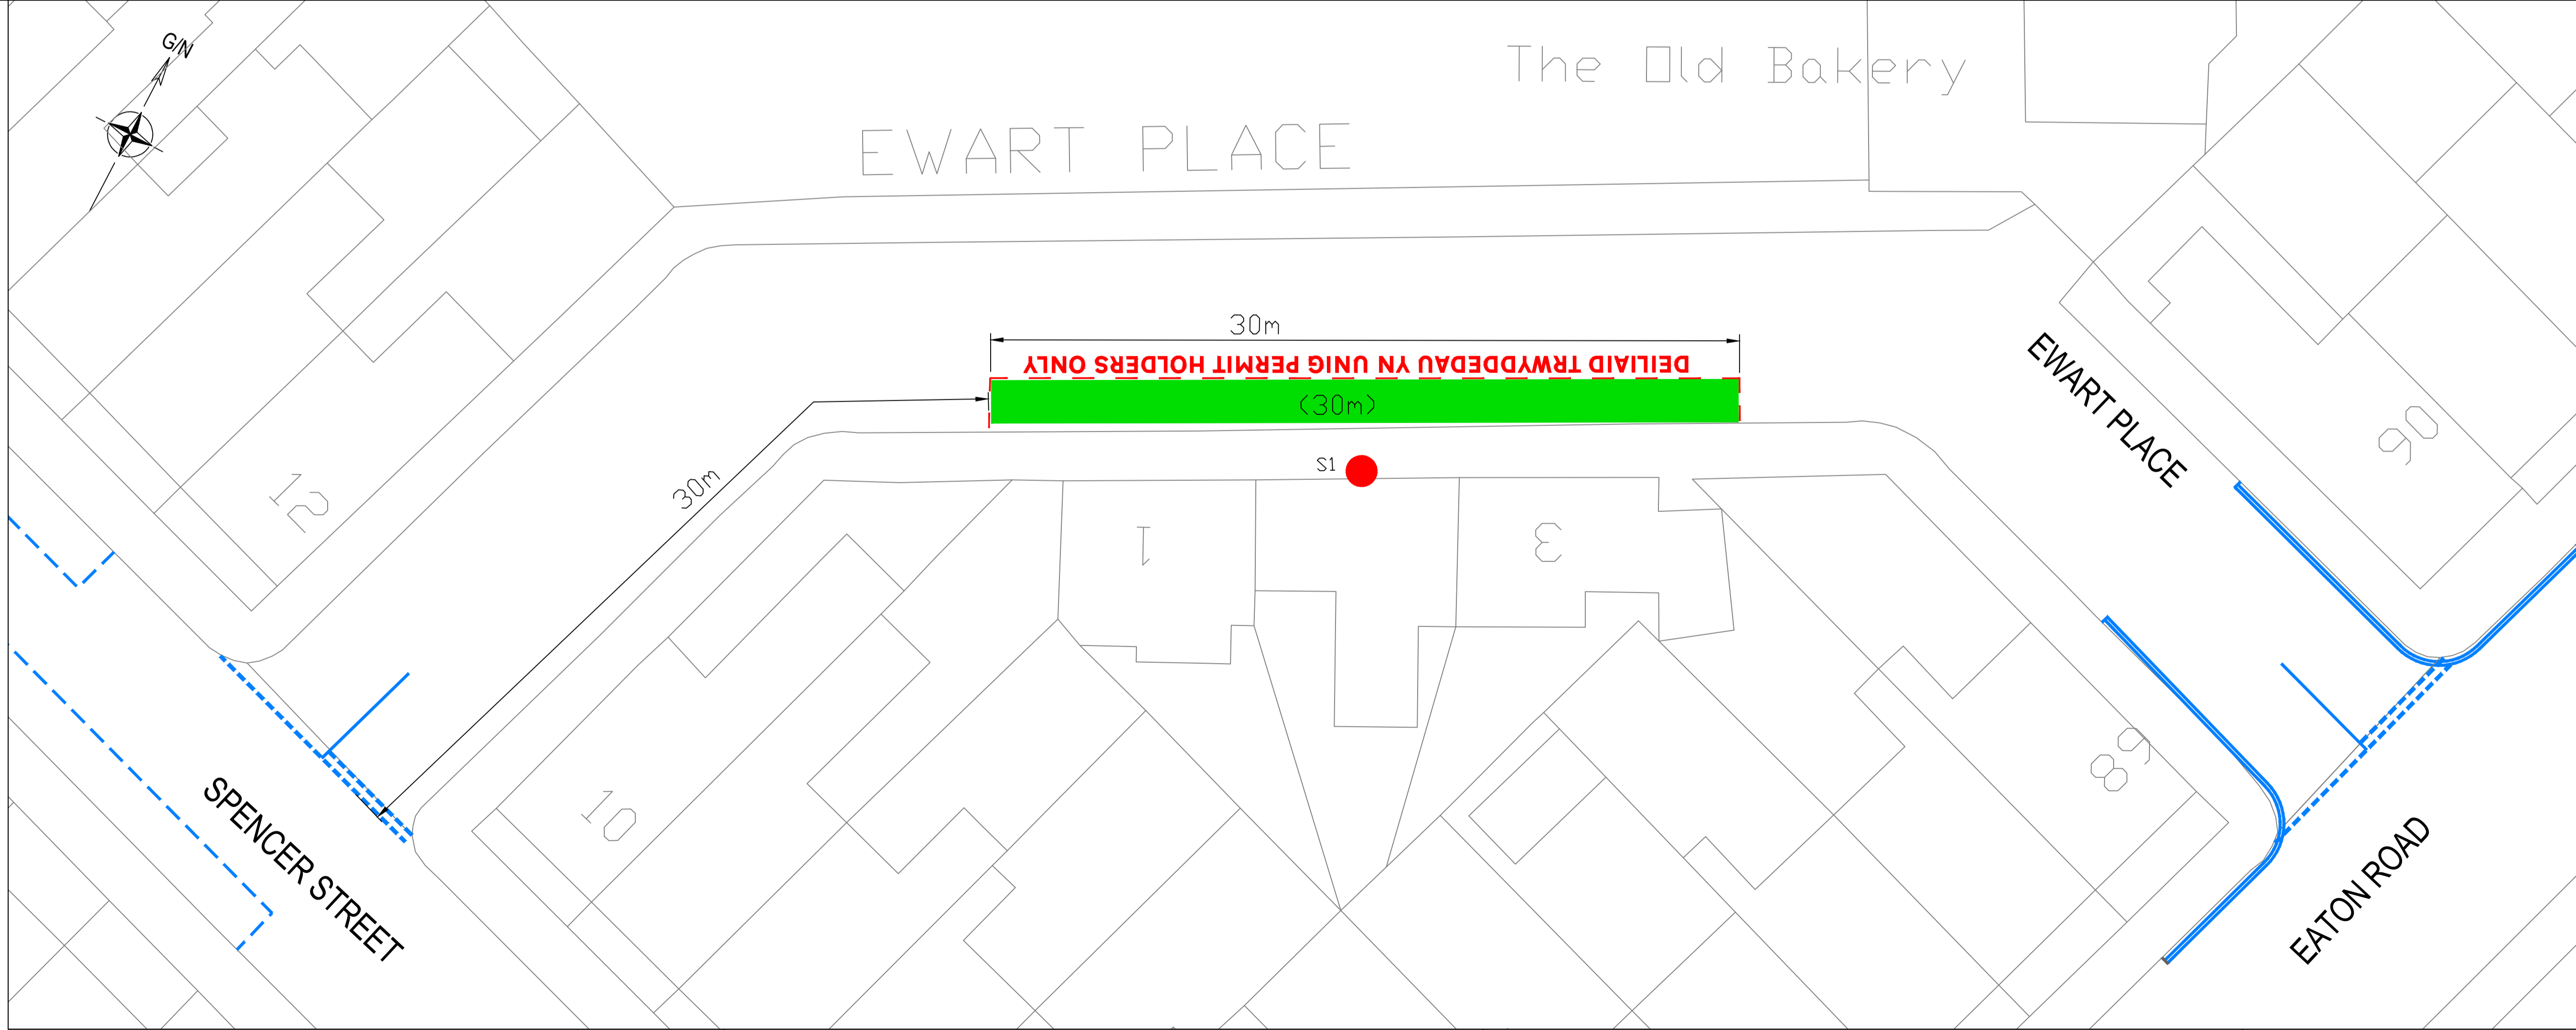 G/N
The Old Bakery
EWART PLACE
30m
DEILIAID TRWYDDEDAU YN UNIG PERMIT HOLDERS ONLY
(30m)
EWART PLACE
90
S1
30m
12
1
3
89
10
SPENCER STREET
EATON ROAD